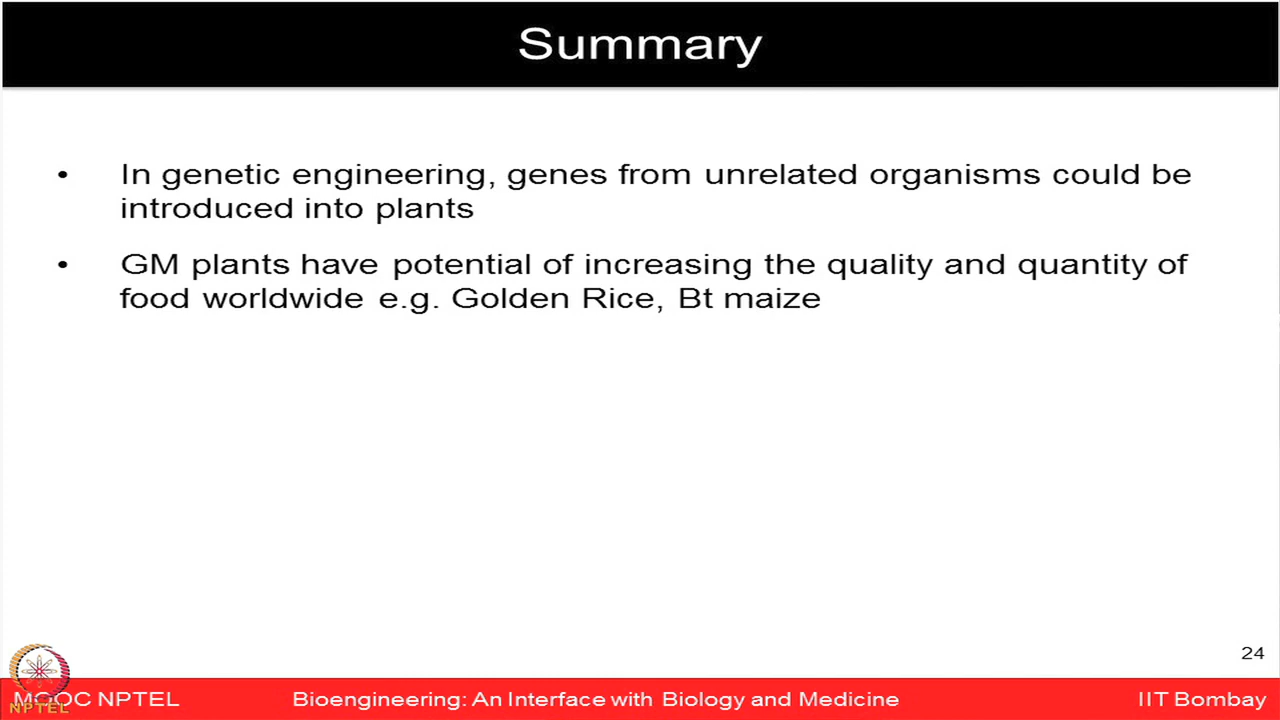 Summary
• In genetic engineering, genes from unrelated organisms could be
introduced into plants
• GM plants have potential of increasing the quality and quantity of
food worldwide e.g. Golden Rice, Bt maize
24
MOOC NPTEL Bioengineering: An Interface with Biology and Medicine IIT Bombay
NPTEL